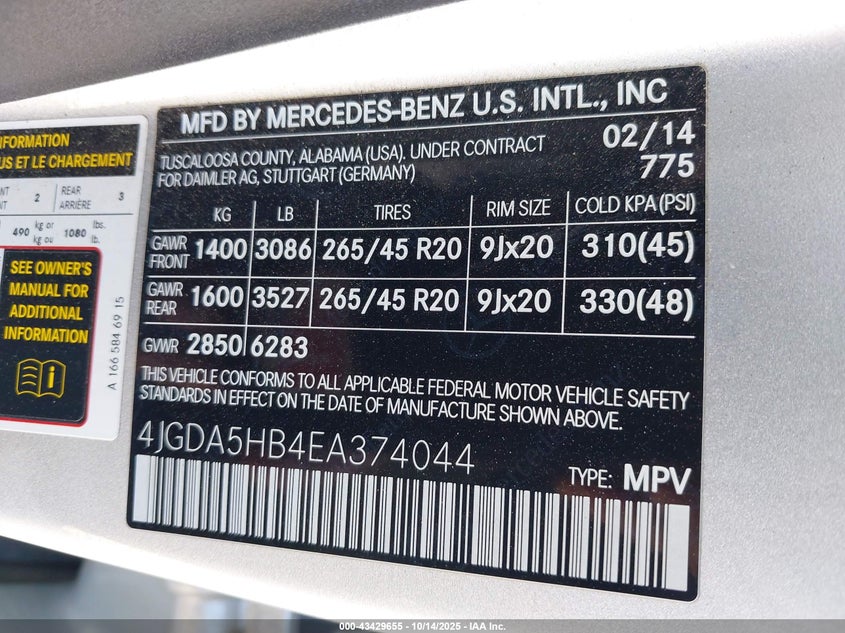 NFORMATION
US ET LE CHARGEMENT
NT
NT
2
REAR
ARRIÈRE
3
490 kg or kg ou 1080 lbs. lb.
SEE OWNER'S
MANUAL FOR
ADDITIONAL
INFORMATION
A 166 584 69 15
MFD BY MERCEDES-BENZ U.S. INTL., INC
TUSCALOOSA COUNTY, ALABAMA (USA). UNDER CONTRACT
FOR DAIMLER AG, STUTTGART (GERMANY)
02/14
775
KG LB TIRES RIM SIZE COLD KPA(PSI)
GAWR FRONT 1400 3086 265/45 R20 9Jx20 310(45)
GAWR REAR 1600 3527 265/45 R20 9Jx20 330(48)
GVWR 2850 6283
THIS VEHICLE CONFORMS TO ALL APPLICABLE FEDERAL MOTOR VEHICLE SAFETY
STANDARDS IN EFFECT ON THE DATE OF MANUFACTURE SHOWN ABOVE.
4JGDA5HB4EA374044
TYPE: MPV
000-43429655 - 10/14/2025 - IAA Inc.